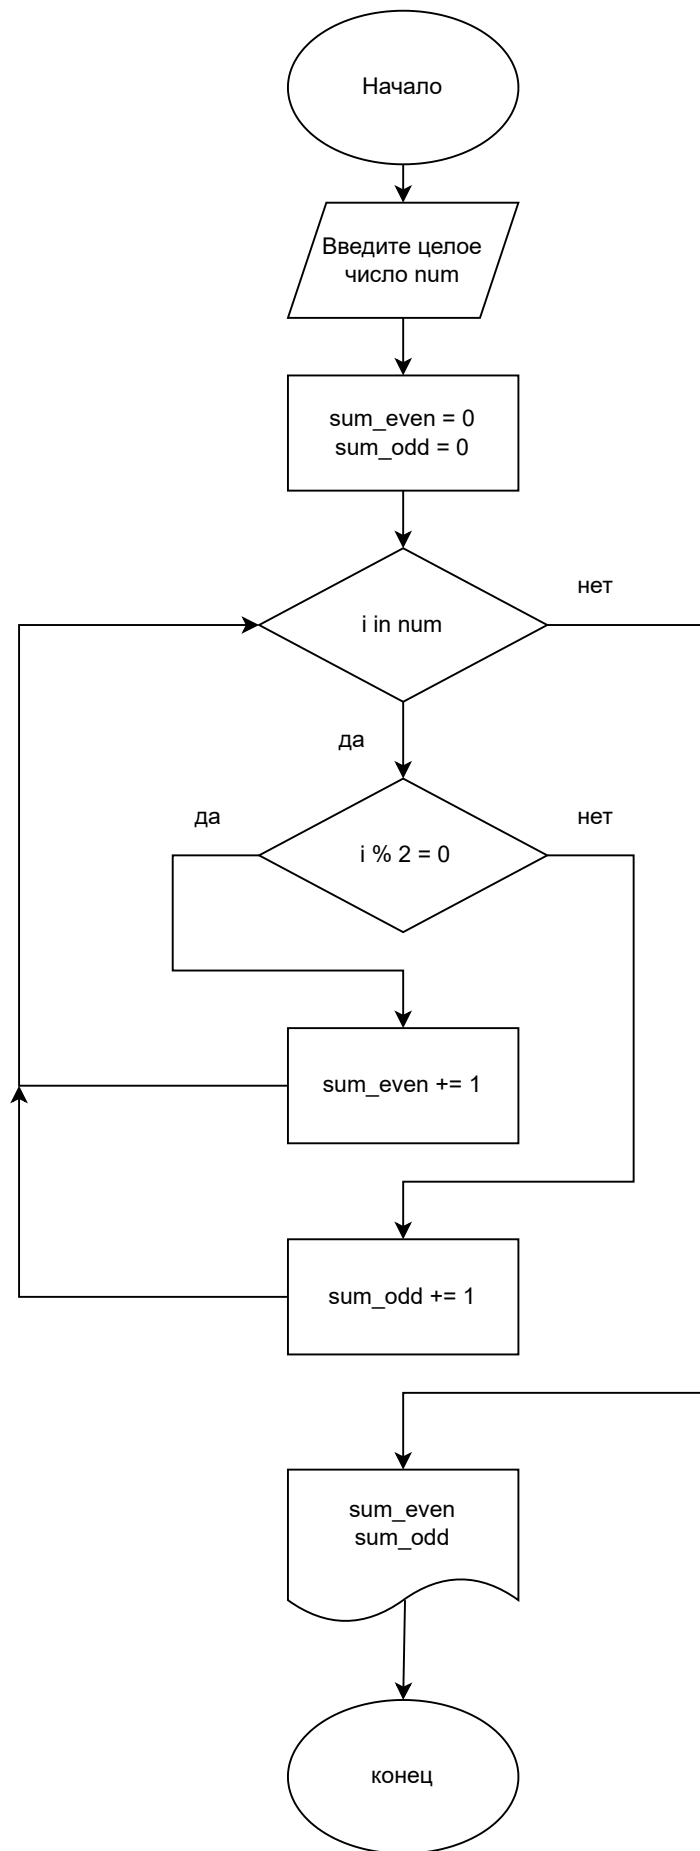 Начало
Введите целое
число num
sum_even = 0
sum_odd = 0
нет
i in num
да
да
нет
i % 2 = 0
sum_even += 1
sum_odd += 1
sum_even
sum_odd
конец